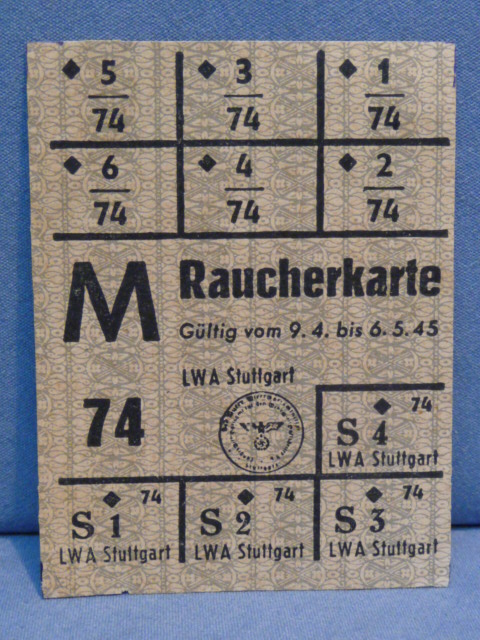 ◆ 5/74 ◆ 3/74 ◆ 1/74
◆ 6/74 ◆ 4/74 ◆ 2/74
M Raucherkarte
Gültig vom 9.4. bis 6.5.45
LWA Stuttgart
74
◆ 74
S 4
LWA Stuttgart
◆ 74 ◆ 74 ◆ 74
S 1 S 2 S 3
LWA Stuttgart LWA Stuttgart LWA Stuttgart